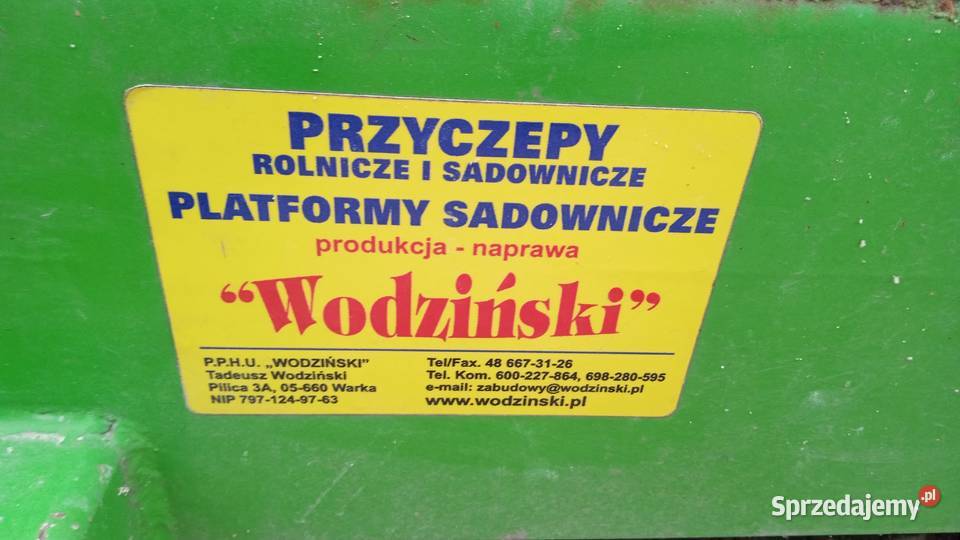 PRZYCZEPY
ROLNICZE I SADOWNICZE
PLATFORMY SADOWNICZE
produkcja - naprawa
“Wodziński”
P.P.H.U. „WODZIŃSKI”
Tadeusz Wodziński
Pilica 3A, 05-660 Warka
NIP 797-124-97-63
Tel/Fax. 48 667-31-26
Tel. Kom. 600-227-864, 698-280-595
e-mail: zabudowy@wodzinski.pl
www.wodzinski.pl
Sprzedajemy.pl